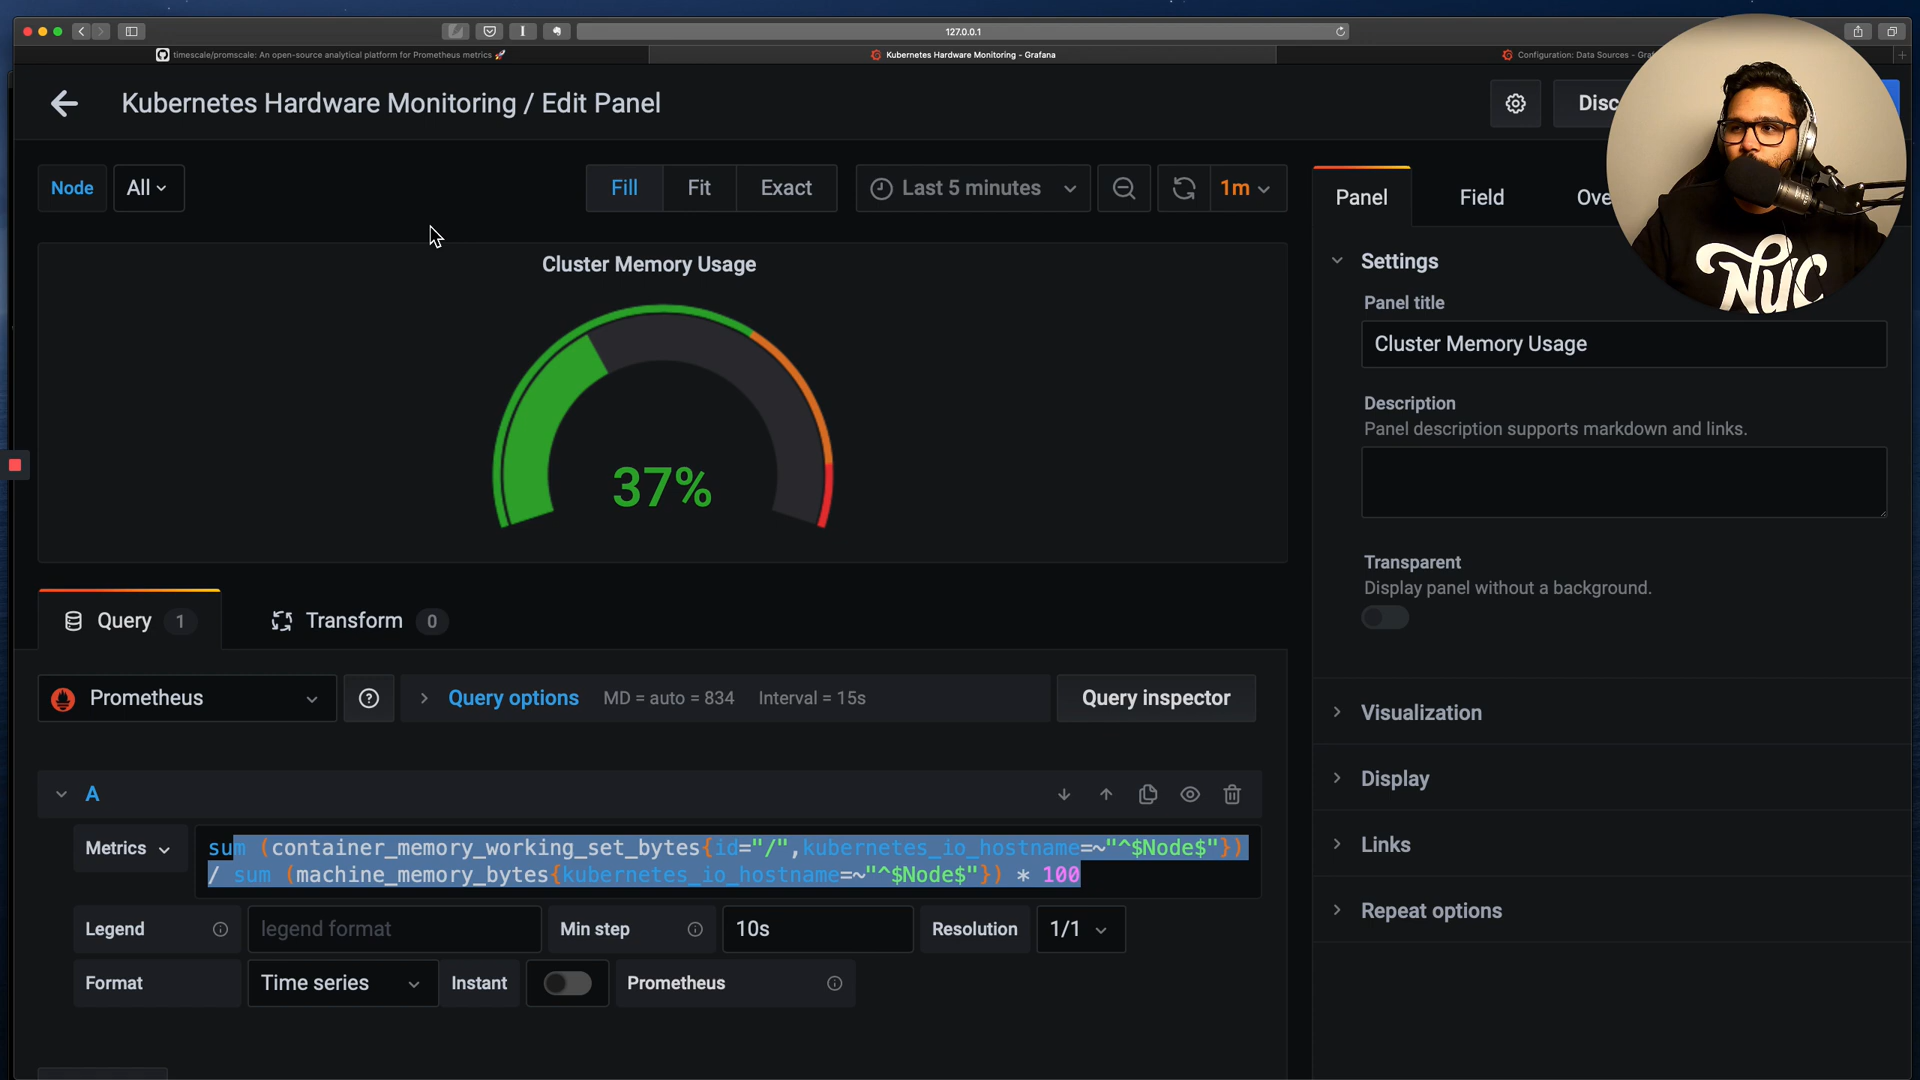 127.0.0.1
timescale/promscale: An open-source analytical platform for Prometheus metrics 🚀
Kubernetes Hardware Monitoring - Grafana
Configuration: Data Sources - Gra
Kubernetes Hardware Monitoring / Edit Panel
Disc
Node All
Fill Fit Exact
Last 5 minutes
1m
Panel Field Ove
Cluster Memory Usage
37%
Settings
Panel title
Cluster Memory Usage
Description
Panel description supports markdown and links.
Transparent
Display panel without a background.
Visualization
Display
Links
Repeat options
Query 1 Transform 0
Prometheus
Query options MD = auto = 834 Interval = 15s
Query inspector
A
Metrics
sum (container_memory_working_set_bytes{id="/",kubernetes_io_hostname=~"^$Node$"})
/ sum (machine_memory_bytes{kubernetes_io_hostname=~"^$Node$"}) * 100
Legend legend format Min step 10s Resolution 1/1
Format Time series Instant Prometheus
NUC